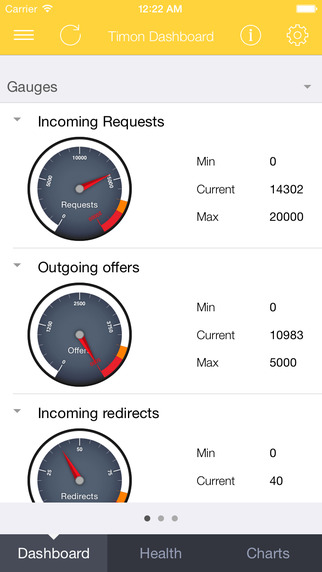 Carrier 12:22 AM
Timon Dashboard
Gauges
Incoming Requests
0
5000
10000
15000
Requests
Min 0
Current 14302
Max 20000
Outgoing offers
0
1250
2500
3750
Offers
Min 0
Current 10983
Max 5000
Incoming redirects
25
50
75
Redirects
Min 0
Current 40
Dashboard Health Charts